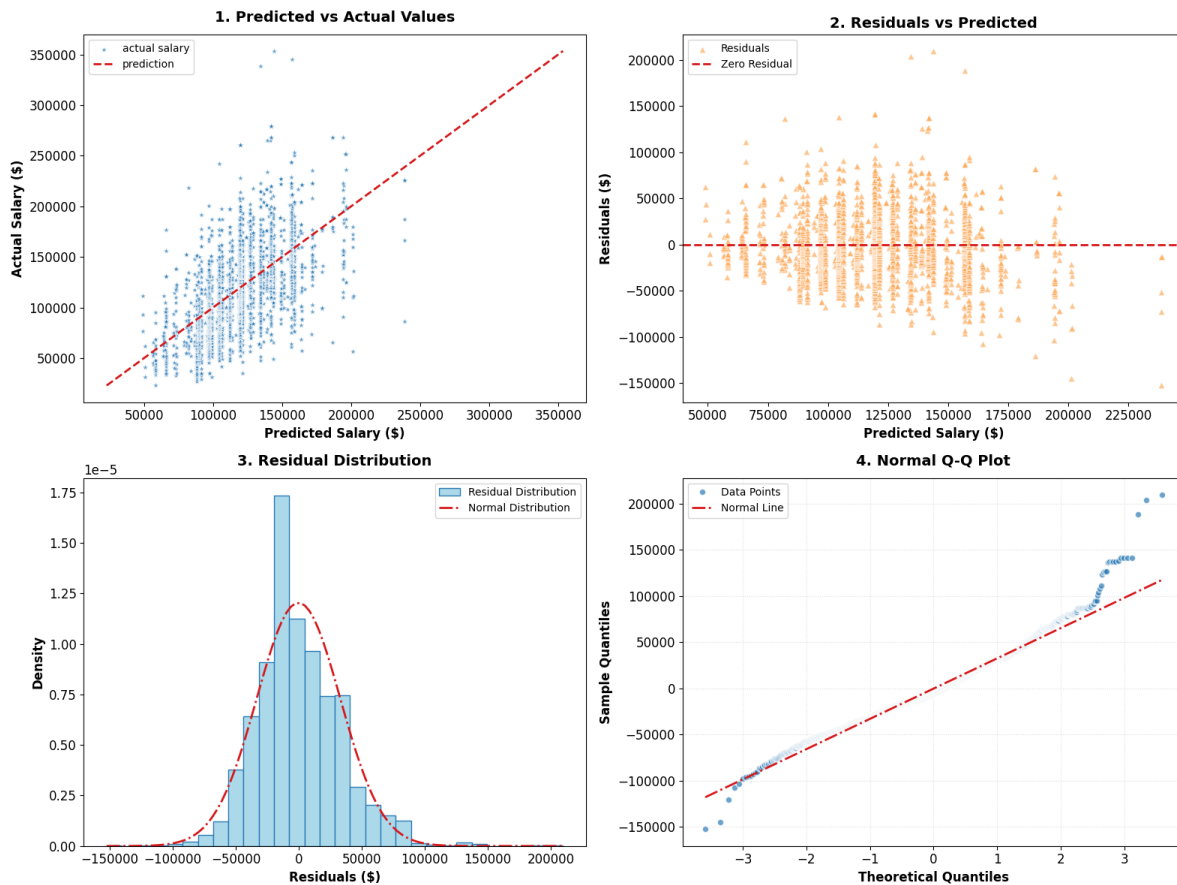 1. Predicted vs Actual Values
actual salary
prediction
350000
300000
250000
200000
150000
100000
50000
Actual Salary ($)
50000 100000 150000 200000 250000 300000 350000
Predicted Salary ($)
2. Residuals vs Predicted
Residuals
Zero Residual
200000
150000
100000
50000
0
−50000
−100000
−150000
Residuals ($)
50000 75000 100000 125000 150000 175000 200000 225000
Predicted Salary ($)
3. Residual Distribution
1e−5
Residual Distribution
Normal Distribution
1.75
1.50
1.25
1.00
0.75
0.50
0.25
0.00
Density
−150000 −100000 −50000 0 50000 100000 150000 200000
Residuals ($)
4. Normal Q-Q Plot
Data Points
Normal Line
200000
150000
100000
50000
0
−50000
−100000
−150000
Sample Quantiles
−3 −2 −1 0 1 2 3
Theoretical Quantiles